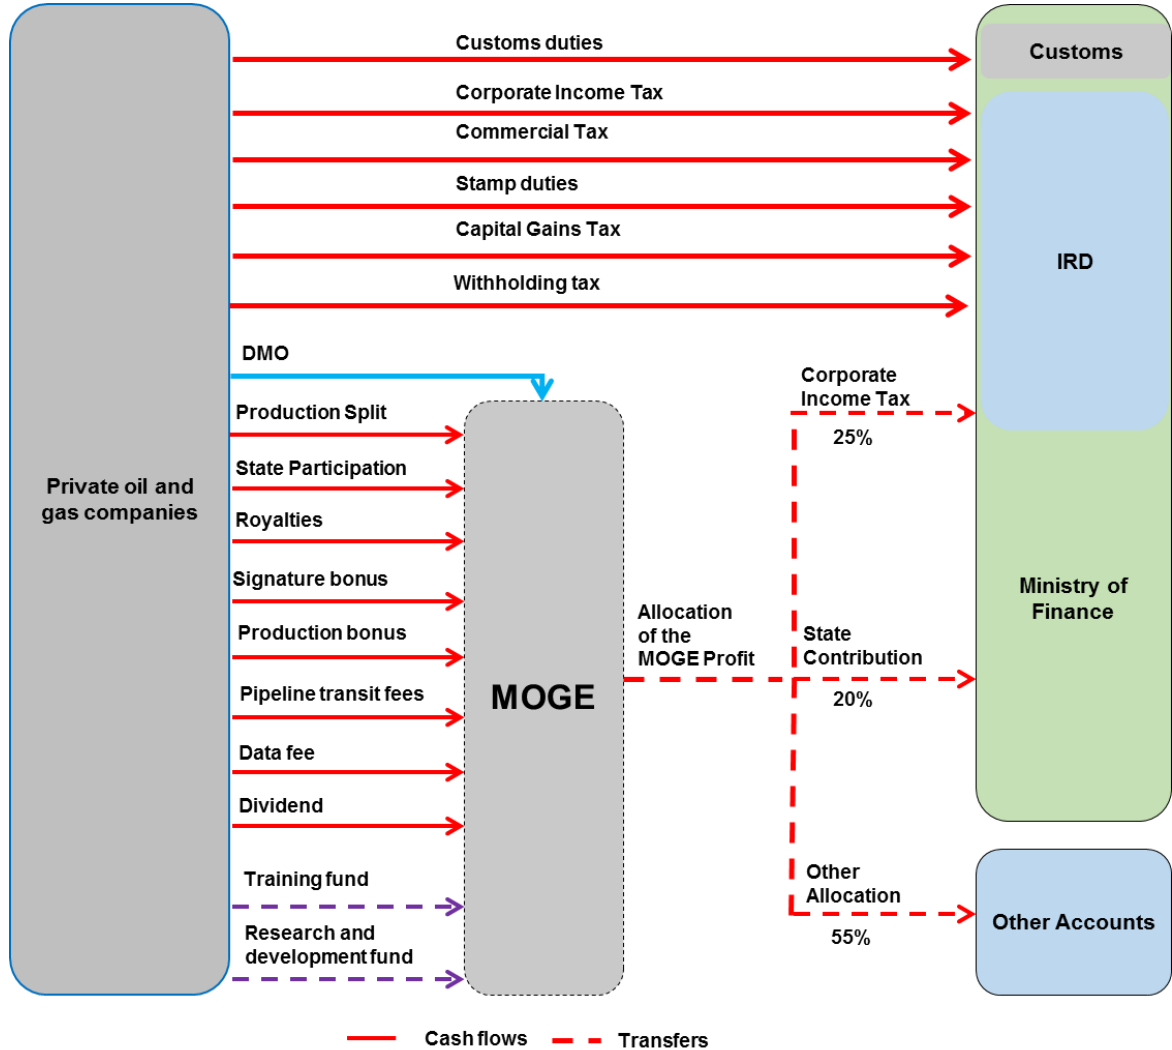 Customs duties
Customs
Corporate Income Tax
Commercial Tax
Stamp duties
Capital Gains Tax
IRD
Withholding tax
DMO
Corporate
Income Tax
25%
Production Split
State Participation
Private oil and
gas companies
Royalties
Signature bonus
Production bonus
Pipeline transit fees
Data fee
Dividend
Training fund
Research and
development fund
MOGE
Allocation
of the
MOGE Profit
State
Contribution
20%
Ministry of
Finance
Other
Allocation
55%
Other Accounts
Cash flows
Transfers